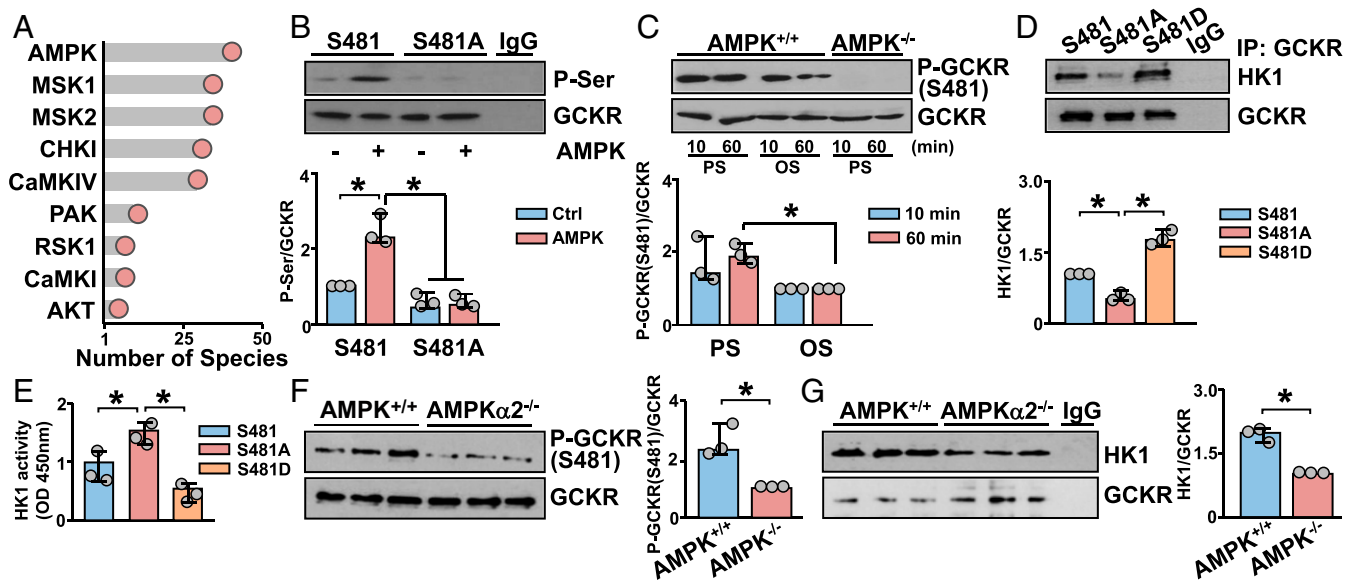 A
AMPK
MSK1
MSK2
CHKI
CaMKIV
PAK
RSK1
CaMKI
AKT
1 25 50
Number of Species
B
S481 S481A IgG
P-Ser
GCKR
- + - + AMPK
P-Ser/GCKR
4
2
0
* *
Ctrl
AMPK
S481 S481A
C
AMPK+/+ AMPK-/-
P-GCKR
(S481)
GCKR
10 60 10 60 10 60 (min)
PS OS PS
P-GCKR(S481)/GCKR
4
2
0
*
10 min
60 min
PS OS
D
S481 S481A S481D IgG IP: GCKR
HK1
GCKR
HK1/GCKR
3.0
1.5
0
* *
S481
S481A
S481D
E
HK1 activity
(OD 450nm)
2
1
0
* *
S481
S481A
S481D
F
AMPK+/+ AMPKα2-/-
P-GCKR
(S481)
GCKR
P-GCKR(S481)/GCKR
4
2
0
*
AMPK+/+ AMPK-/-
G
AMPK+/+ AMPKα2-/- IgG
HK1
GCKR
HK1/GCKR
3.0
1.5
0
*
AMPK+/+ AMPK-/-